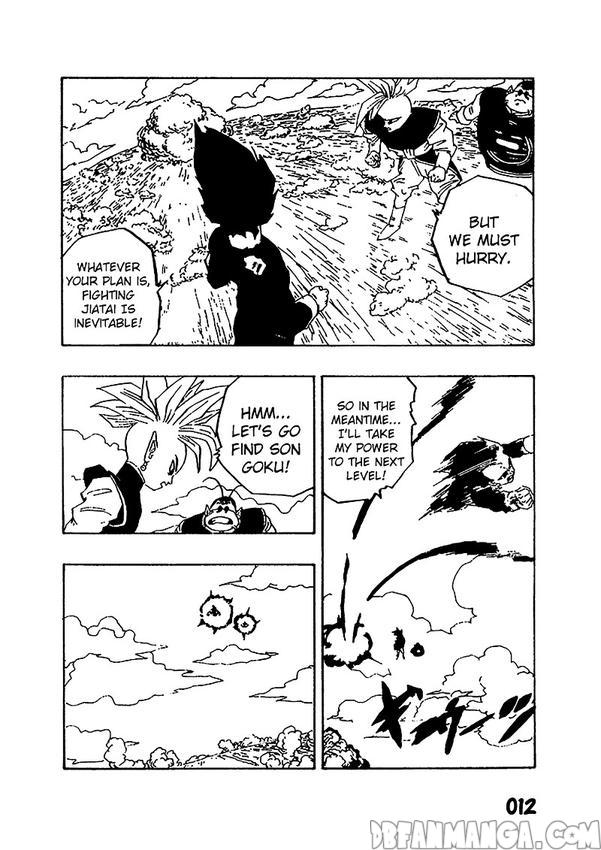 BUT
WE MUST
HURRY.
WHATEVER
YOUR PLAN IS,
FIGHTING
JIATAI IS
INEVITABLE!
SO IN THE
MEANTIME...
I'LL TAKE
MY POWER
TO THE NEXT
LEVEL!
HMM...
LET'S GO
FIND SON
GOKU!
012
DBFANMANGA.COM